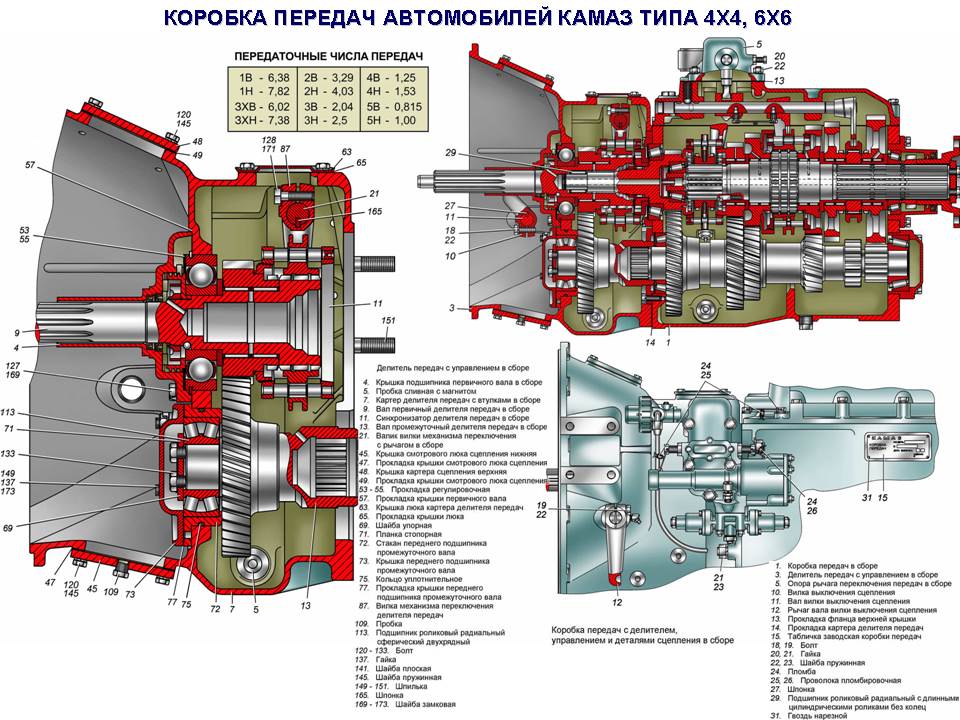 КОРОБКА ПЕРЕДАЧ АВТОМОБИЛЕЙ КАМАЗ ТИПА 4Х4, 6Х6
ПЕРЕДАТОЧНЫЕ ЧИСЛА ПЕРЕДАЧ
1В - 6,38 2В - 3,29 4В - 1,25
1Н - 7,82 2Н - 4,03 4Н - 1,53
ЗХВ - 6,02 3В - 2,04 5В - 0,815
ЗХН - 7,38 3Н - 2,5 5Н - 1,00
120
145
48
49
57
53
55
9
4
127
169
113
71
133
149
137
173
69
47
120
145
45
109
73
77
75
72
7
5
13
128
171
87
63
65
21
165
11
151
5
20
22
13
29
27
11
18
22
10
3
14
1
Делитель передач с управлением в сборе
4. Крышка подшипника первичного вала в сборе
5. Пробка сливная с магнитом
7. Картер делителя передач с втулками в сборе
9. Вал первичный делителя передач в сборе
11. Синхронизатор делителя передач в сборе
13. Вал промежуточный делителя передач в сборе
21. Валик вилки механизма переключения
с рычагом в сборе
45. Крышка смотрового люка сцепления нижняя
47. Прокладка крышки смотрового люка сцепления
48. Крышка картера сцепления верхняя
49. Прокладка крышки смотрового люка сцепления
53 - 55. Прокладка регулировочная
57. Прокладка крышки первичного вала
63. Крышка люка картера делителя передач
65. Прокладка крышки люка
69. Шайба упорная
71. Планка стопорная
72. Стакан переднего подшипника
промежуточного вала
73. Крышка переднего подшипника
промежуточного вала
75. Кольцо уплотнительное
77. Прокладка крышки переднего
подшипника промежуточного вала
87. Вилка механизма переключения
делителя передач
109. Пробка
113. Подшипник роликовый радиальный
сферический двухрядный
120 - 133. Болт
137. Гайка
141. Шайба плоская
145. Шайба пружинная
149 - 151. Шпилька
165. Шпонка
169 - 173. Шайба замковая
24
25
КАМАЗ
КОРОБКА
ПЕРЕДАЧ
31
15
19
22
24
26
21
23
12
Коробка передач с делителем,
управлением и деталями сцепления в сборе
1. Коробка передач в сборе
3. Делитель передач с управлением в сборе
5. Опора рычага переключения передач в сборе
10. Вилка выключения сцепления
11. Вал вилки выключения сцепления
12. Рычаг вала вилки выключения сцепления
13. Прокладка фланца верхней крышки
14. Прокладка картера делителя передач
15. Табличка заводская коробки передач
18, 19. Болт
20, 21. Гайка
22, 23. Шайба пружинная
24. Пломба
25, 26. Проволока пломбировочная
27. Шпонка
29. Подшипник роликовый радиальный с длинными
цилиндрическими роликами без колец
31. Гвоздь нарезной